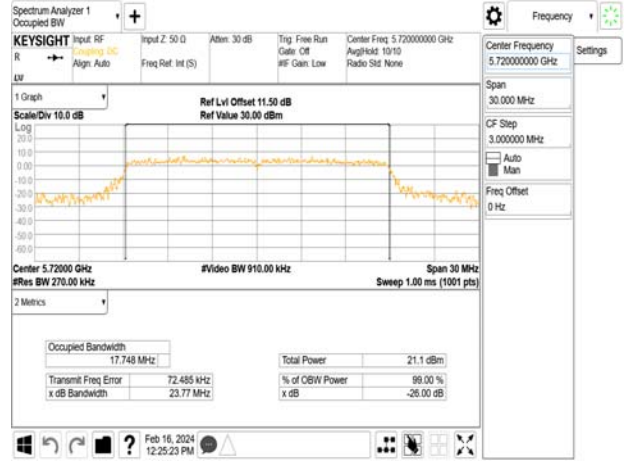 Spectrum Analyzer 1
Occupied BW
Frequency
KEYSIGHT
R
Input: RF
Coupling: DC
Align: Auto
Input Z: 50 Ω
Freq Ref: Int (S)
Atten: 30 dB
Trig: Free Run
Gate: Off
#IF Gain: Low
Center Freq: 5.720000000 GHz
Avg|Hold: 10/10
Radio Std: None
Center Frequency
5.720000000 GHz
Settings
Span
30.000 MHz
CF Step
3.000000 MHz
Auto
Man
Freq Offset
0 Hz
1 Graph
Scale/Div 10.0 dB
Ref Lvl Offset 11.50 dB
Ref Value 30.00 dBm
Log
20.0
10.0
0.00
-10.0
-20.0
-30.0
-40.0
-50.0
-60.0
Center 5.72000 GHz
#Res BW 270.00 kHz
#Video BW 910.00 kHz
Span 30 MHz
Sweep 1.00 ms (1001 pts)
2 Metrics
Occupied Bandwidth
17.748 MHz
Transmit Freq Error 72.485 kHz
x dB Bandwidth 23.77 MHz
Total Power 21.1 dBm
% of OBW Power 99.00 %
x dB -26.00 dB
?
Feb 16, 2024
12:25:23 PM